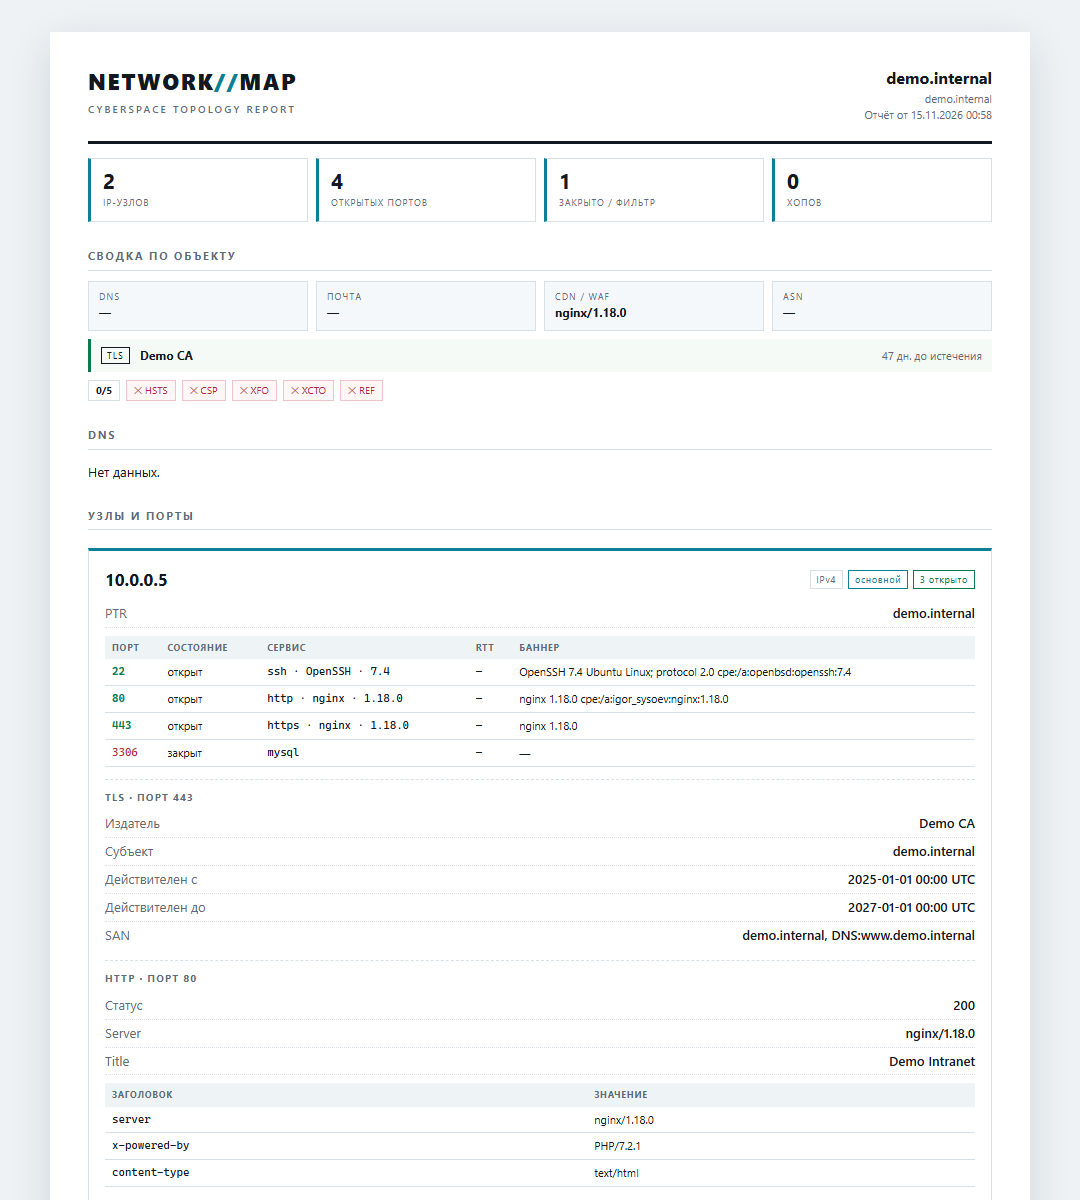 NETWORK//MAP
CYBERSPACE TOPOLOGY REPORT
demo.internal
demo.internal
Отчёт от 15.11.2026 00:58
2
IP-УЗЛОВ
4
ОТКРЫТЫХ ПОРТОВ
1
ЗАКРЫТО / ФИЛЬТР
0
ХОПОВ
СВОДКА ПО ОБЪЕКТУ
DNS
—
ПОЧТА
—
CDN / WAF
nginx/1.18.0
ASN
—
TLS Demo CA 47 дн. до истечения
0/5 ✕ HSTS ✕ CSP ✕ XFO ✕ XCTO ✕ REF
DNS
Нет данных.
УЗЛЫ И ПОРТЫ
10.0.0.5 IPv4 основной 3 открыто
PTR demo.internal
ПОРТ СОСТОЯНИЕ СЕРВИС RTT БАННЕР
22 открыт ssh · OpenSSH · 7.4 — OpenSSH 7.4 Ubuntu Linux; protocol 2.0 cpe:/a:openbsd:openssh:7.4
80 открыт http · nginx · 1.18.0 — nginx 1.18.0 cpe:/a:igor_sysoev:nginx:1.18.0
443 открыт https · nginx · 1.18.0 — nginx 1.18.0
3306 закрыт mysql — —
TLS · ПОРТ 443
Издатель Demo CA
Субъект demo.internal
Действителен с 2025-01-01 00:00 UTC
Действителен до 2027-01-01 00:00 UTC
SAN demo.internal, DNS:www.demo.internal
HTTP · ПОРТ 80
Статус 200
Server nginx/1.18.0
Title Demo Intranet
ЗАГОЛОВОК ЗНАЧЕНИЕ
server nginx/1.18.0
x-powered-by PHP/7.2.1
content-type text/html